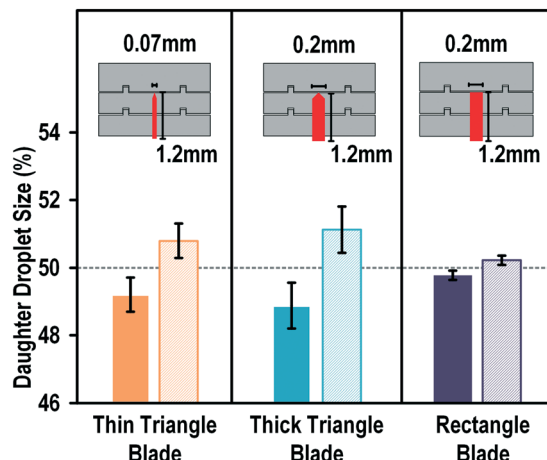 0.07mm
0.2mm
0.2mm
1.2mm
1.2mm
1.2mm
Daughter Droplet Size (%)
54
52
50
48
46
Thin Triangle
Blade
Thick Triangle
Blade
Rectangle
Blade